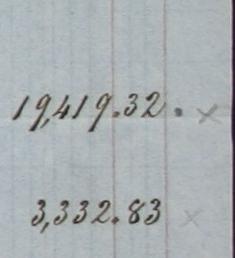 19,419.32. ×
3,332.83 ×